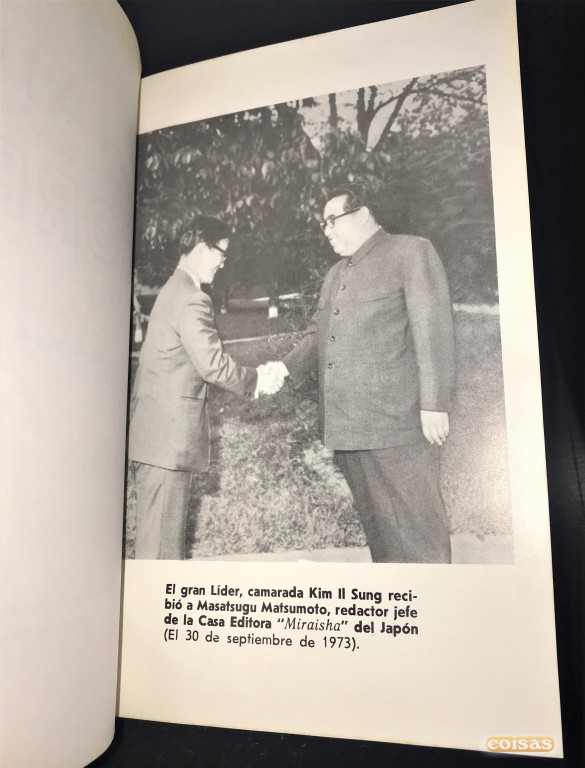 El gran Líder, camarada Kim Il Sung reci-
bió a Masatsugu Matsumoto, redactor jefe
de la Casa Editora "Miraisha" del Japón
(El 30 de septiembre de 1973).
coisas